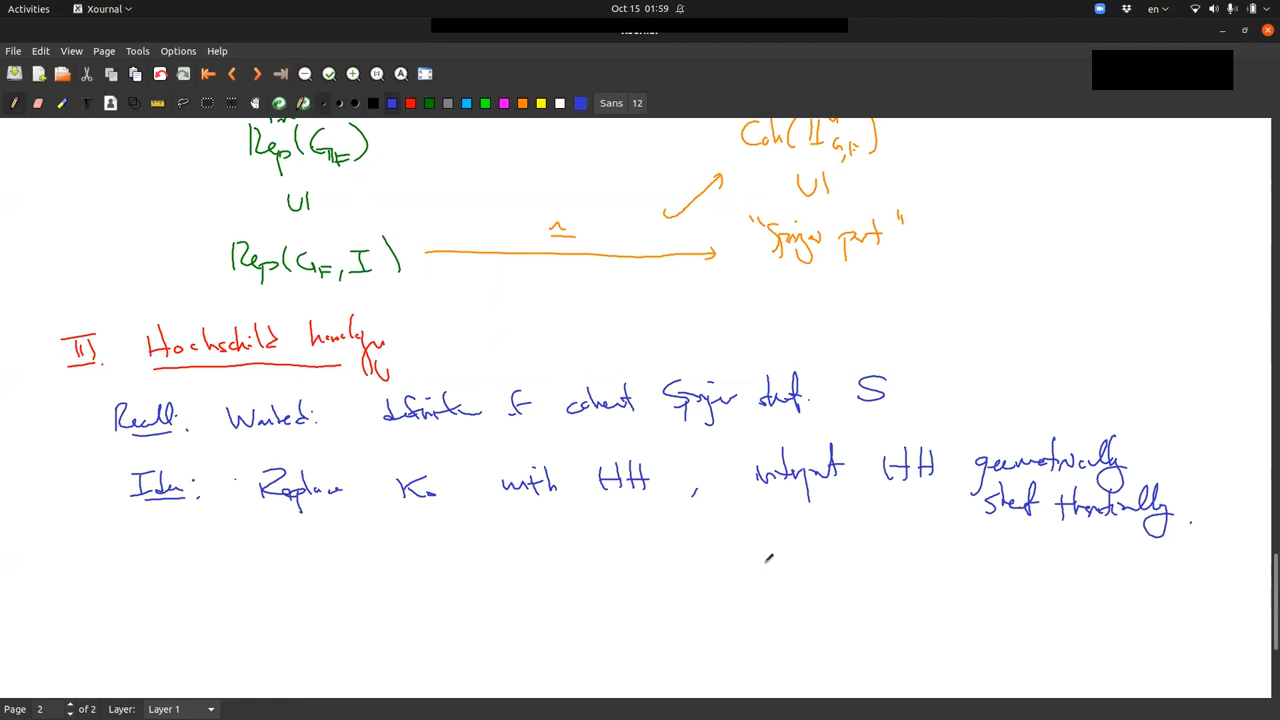 Activities Xournal Oct 15 01:59 en
File Edit View Page Tools Options Help
Sans 12
Rep(G_F) Coh(𝕃^u_{G,F})
∪| ∪|
Rep(G_F, I) ~ "Springer part"
III). Hochschild homology
Recall: Wanted: definition of coherent Springer sheaf. S
Idea: Replace K₀ with HH, interpret HH geometrically
sheaf theoretically.
Page 2 of 2 Layer: Layer 1